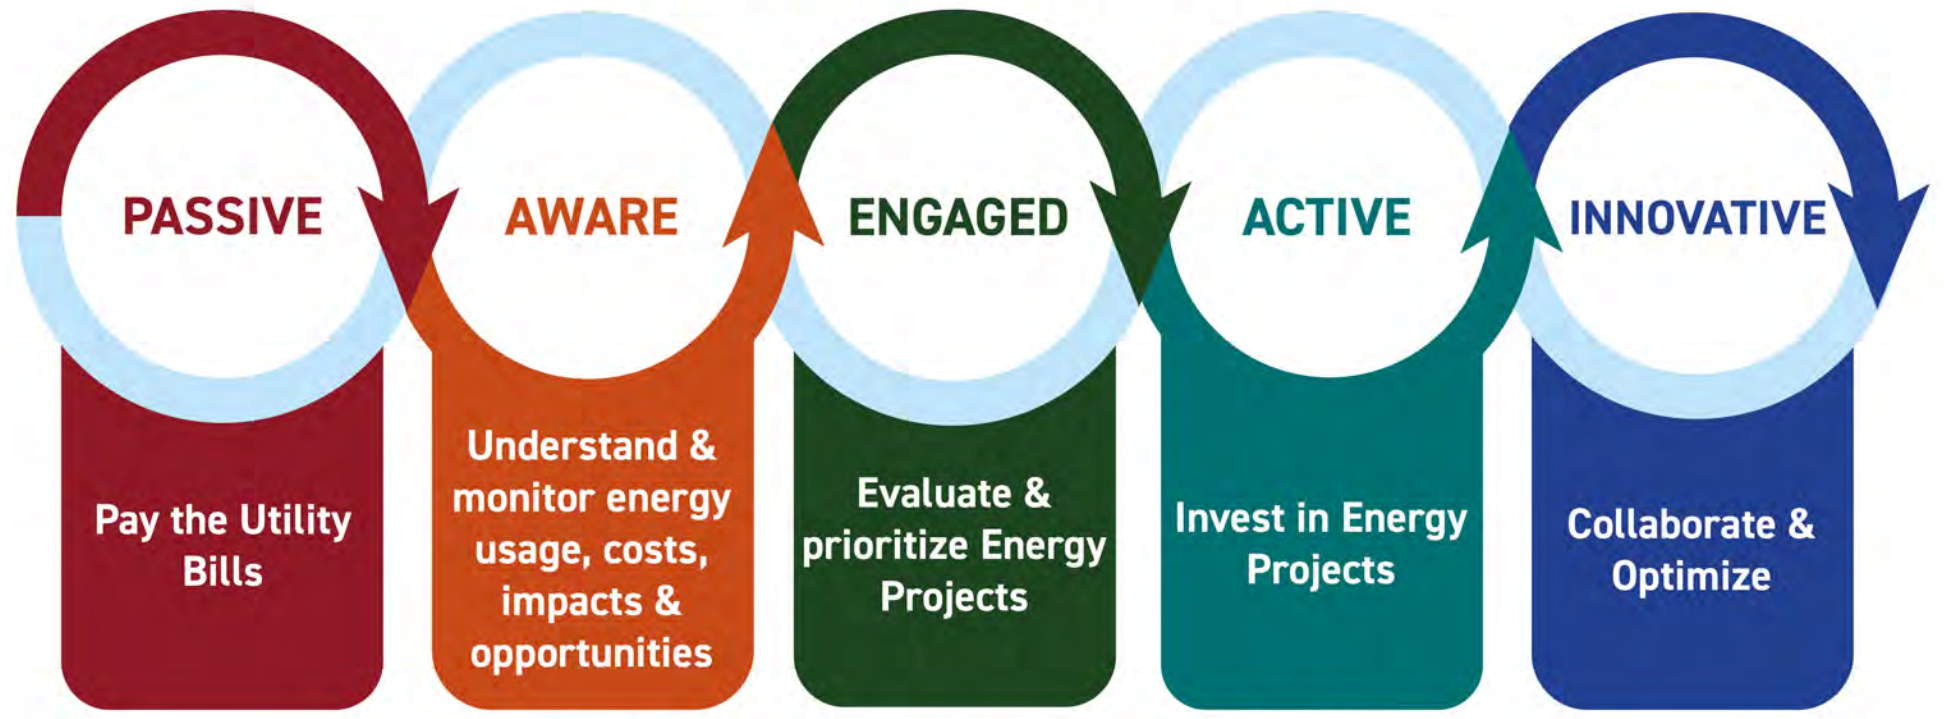 PASSIVE
AWARE
ENGAGED
ACTIVE
INNOVATIVE
Pay the Utility
Bills
Understand &
monitor energy
usage, costs,
impacts &
opportunities
Evaluate &
prioritize Energy
Projects
Invest in Energy
Projects
Collaborate &
Optimize